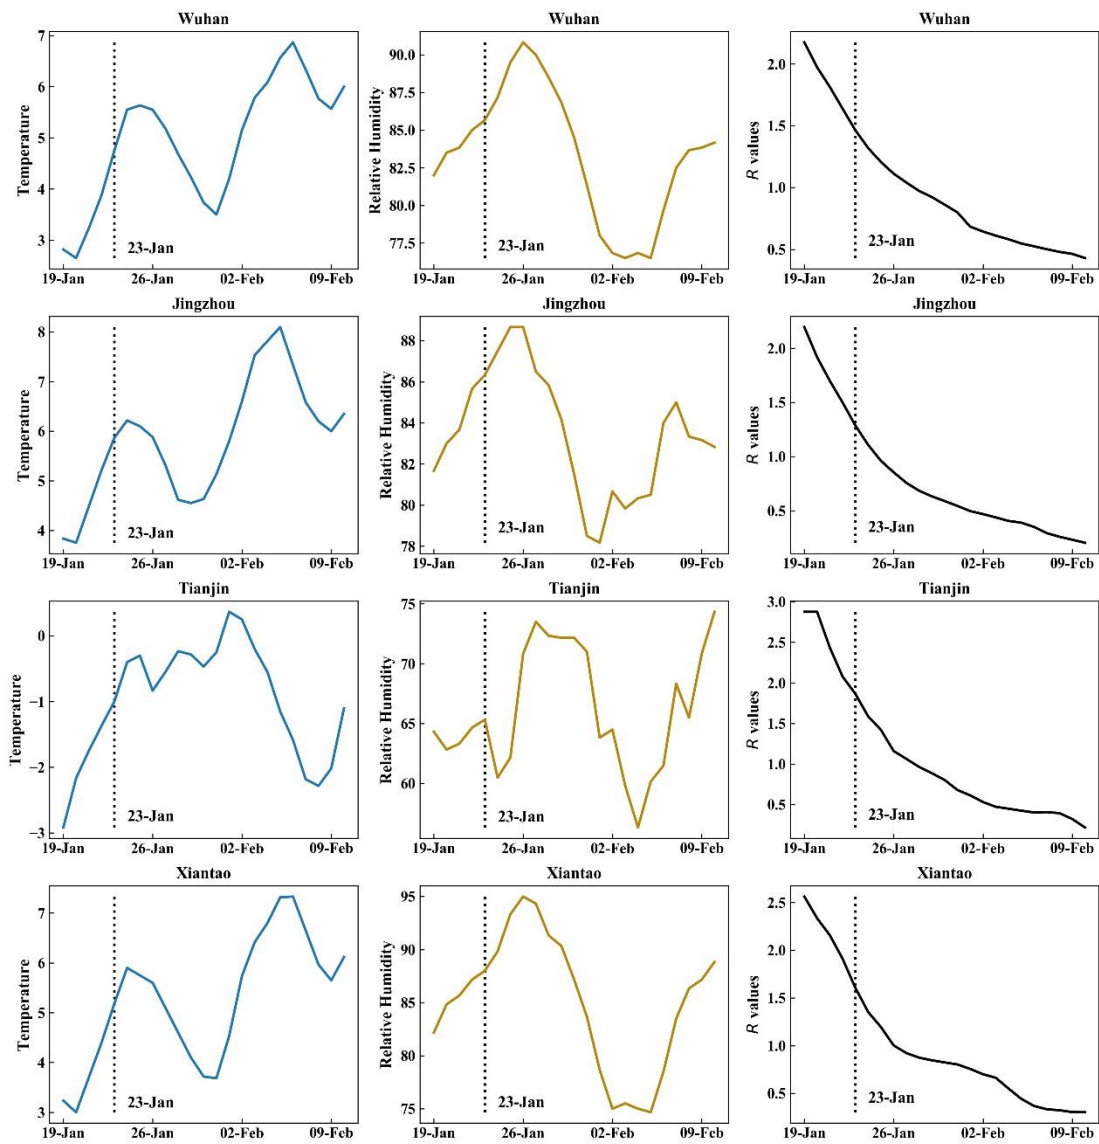 Wuhan
Temperature
7
6
5
4
3
23-Jan
19-Jan 26-Jan 02-Feb 09-Feb
Wuhan
Relative Humidity
90.0
87.5
85.0
82.5
80.0
77.5
23-Jan
19-Jan 26-Jan 02-Feb 09-Feb
Wuhan
R values
2.0
1.5
1.0
0.5
23-Jan
19-Jan 26-Jan 02-Feb 09-Feb
Jingzhou
Temperature
8
7
6
5
4
23-Jan
19-Jan 26-Jan 02-Feb 09-Feb
Jingzhou
Relative Humidity
88
86
84
82
80
78
23-Jan
19-Jan 26-Jan 02-Feb 09-Feb
Jingzhou
R values
2.0
1.5
1.0
0.5
23-Jan
19-Jan 26-Jan 02-Feb 09-Feb
Tianjin
Temperature
0
−1
−2
−3
23-Jan
19-Jan 26-Jan 02-Feb 09-Feb
Tianjin
Relative Humidity
75
70
65
60
23-Jan
19-Jan 26-Jan 02-Feb 09-Feb
Tianjin
R values
3.0
2.5
2.0
1.5
1.0
0.5
23-Jan
19-Jan 26-Jan 02-Feb 09-Feb
Xiantao
Temperature
7
6
5
4
3
23-Jan
19-Jan 26-Jan 02-Feb 09-Feb
Xiantao
Relative Humidity
95
90
85
80
75
23-Jan
19-Jan 26-Jan 02-Feb 09-Feb
Xiantao
R values
2.5
2.0
1.5
1.0
0.5
23-Jan
19-Jan 26-Jan 02-Feb 09-Feb